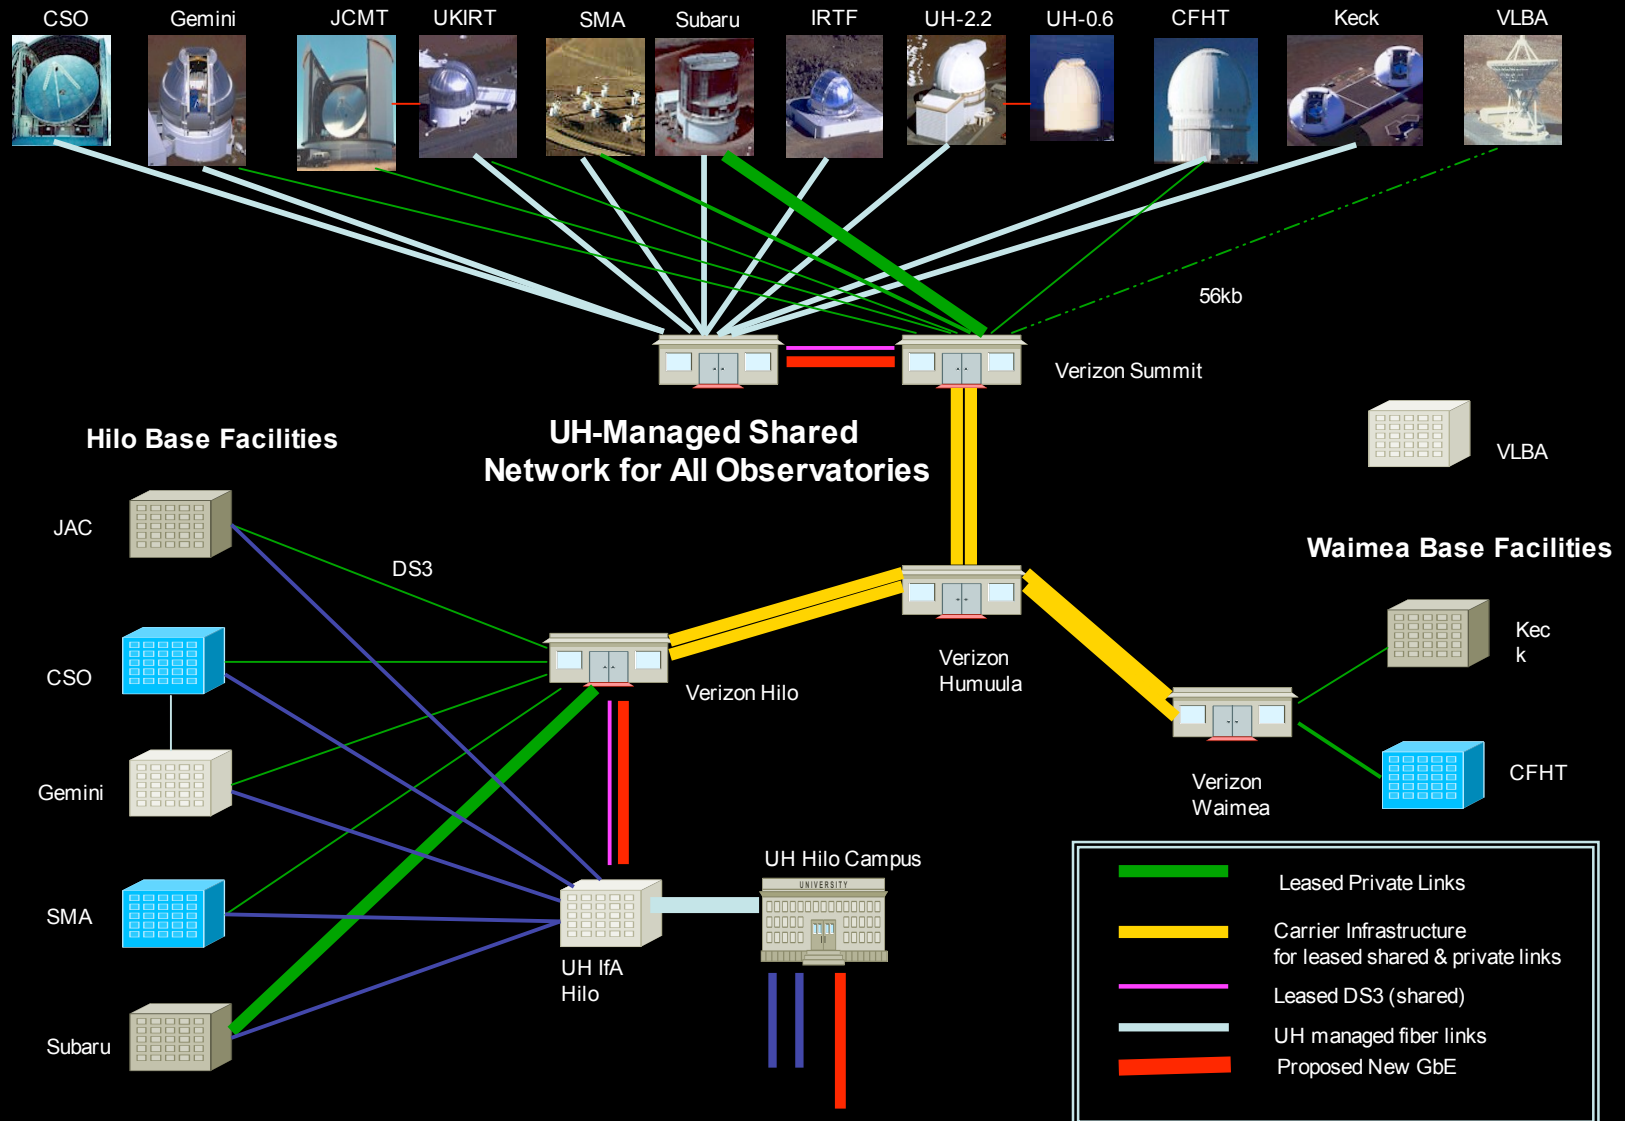 CSO
Gemini
JCMT
UKIRT
SMA
Subaru
IRTF
UH-2.2
UH-0.6
CFHT
Keck
VLBA
56kb
Verizon Summit
UH-Managed Shared
Network for All Observatories
Hilo Base Facilities
VLBA
JAC
DS3
Waimea Base Facilities
Kec
k
CSO
Verizon Hilo
Verizon
Humuula
Gemini
Verizon
Waimea
CFHT
UH Hilo Campus
UNIVERSITY
SMA
UH IfA
Hilo
Subaru
Leased Private Links
Carrier Infrastructure
for leased shared & private links
Leased DS3 (shared)
UH managed fiber links
Proposed New GbE